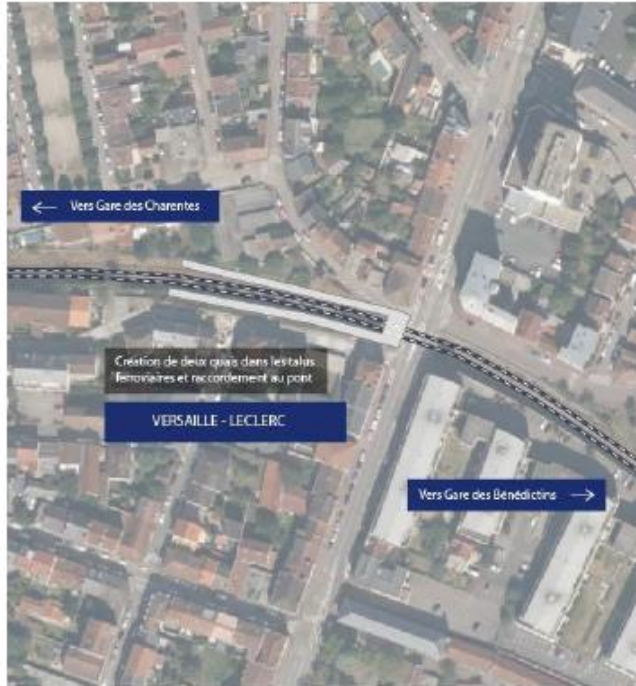 ← Vers Gare des Charentes
Création de deux quais dans les talus
ferroviaires et raccordement au pont
VERSAILLE - LECLERC
Vers Gare des Bénédictins →